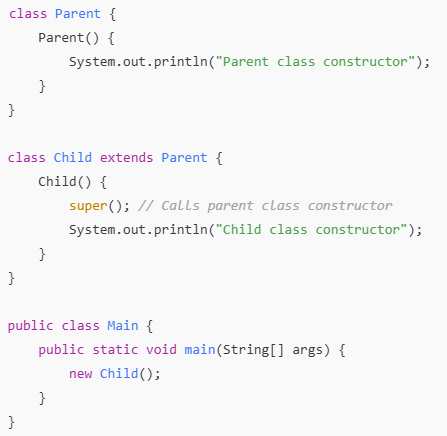 class Parent {
    Parent() {
        System.out.println("Parent class constructor");
    }
}

class Child extends Parent {
    Child() {
        super(); // Calls parent class constructor
        System.out.println("Child class constructor");
    }
}

public class Main {
    public static void main(String[] args) {
        new Child();
    }
}